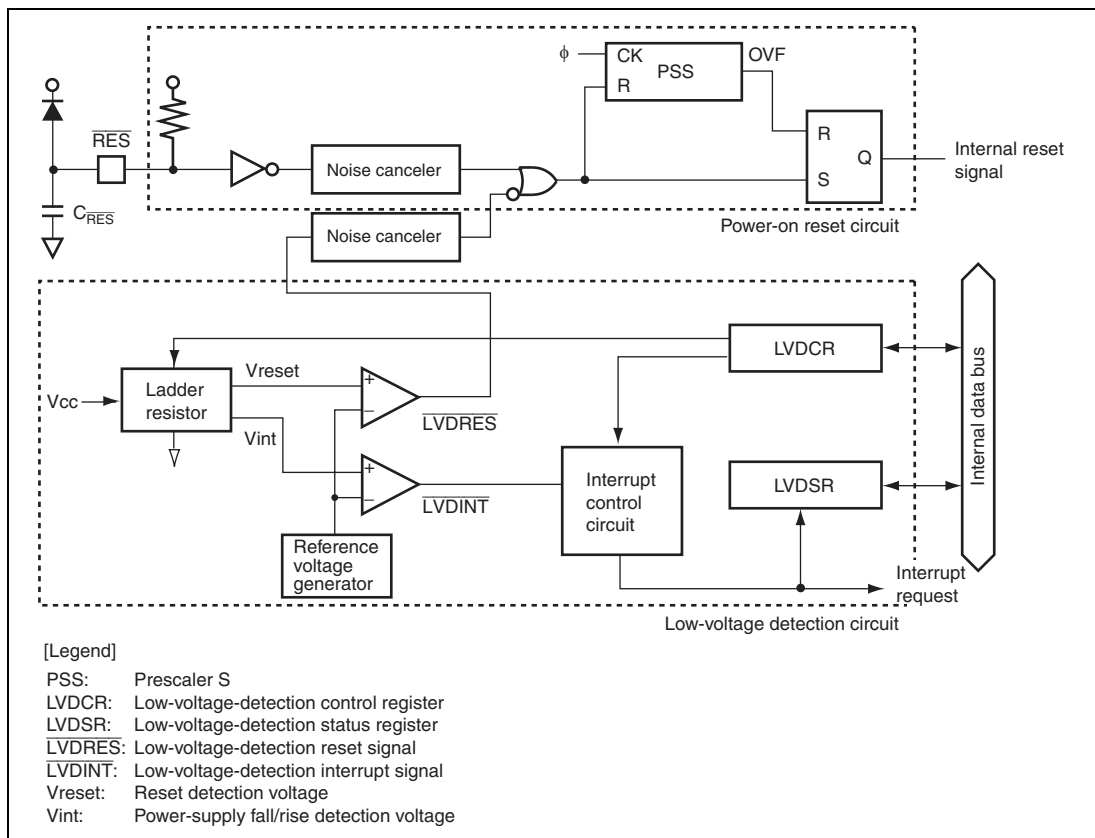 ϕ
CK
PSS
R
OVF
RES
Noise canceler
R
Q
S
Internal reset
signal
CRES
Noise canceler
Power-on reset circuit
LVDCR
Vcc
Ladder
resistor
Vreset
Vint
+
−
LVDRES
+
−
LVDINT
Reference
voltage
generator
Interrupt
control
circuit
LVDSR
Internal data bus
Interrupt
request
Low-voltage detection circuit
[Legend]
PSS: Prescaler S
LVDCR: Low-voltage-detection control register
LVDSR: Low-voltage-detection status register
LVDRES: Low-voltage-detection reset signal
LVDINT: Low-voltage-detection interrupt signal
Vreset: Reset detection voltage
Vint: Power-supply fall/rise detection voltage